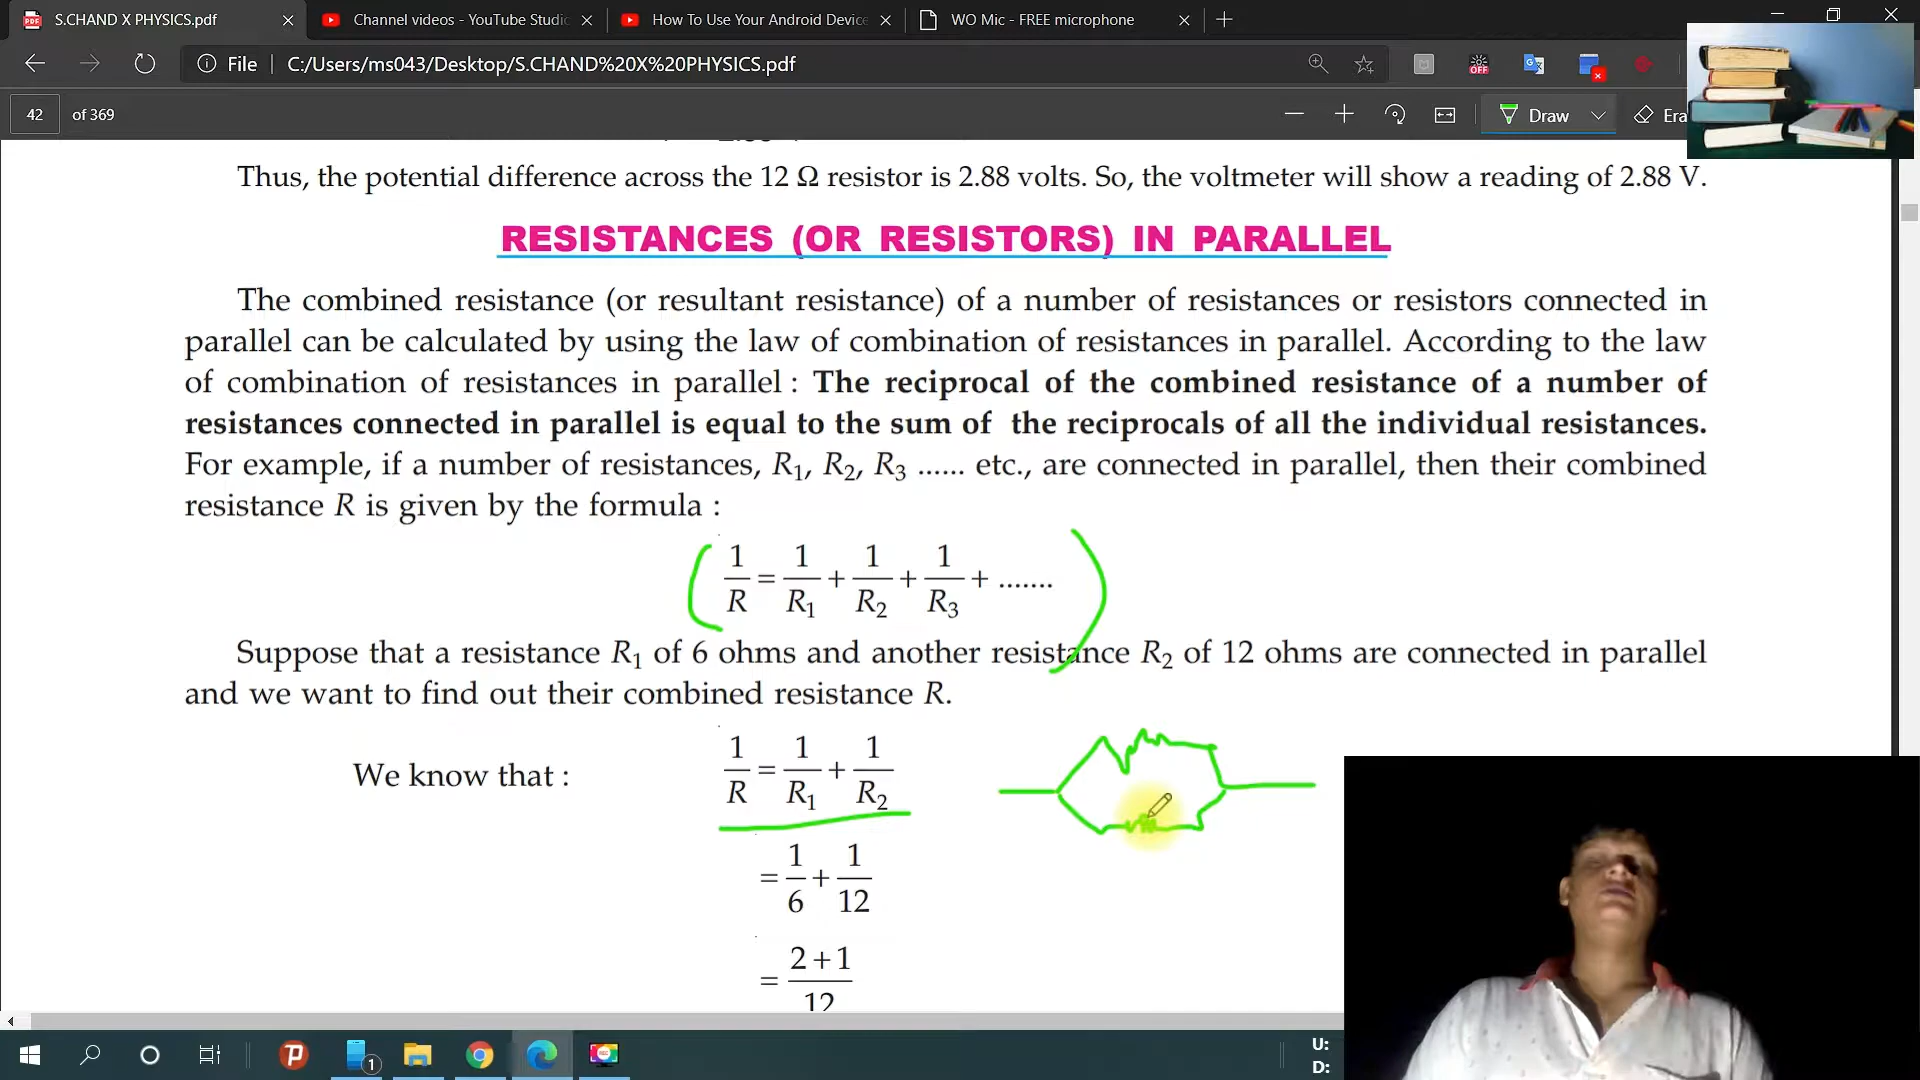 S.CHAND X PHYSICS.pdf
Channel videos - YouTube Studio
How To Use Your Android Device
WO Mic - FREE microphone
File
C:/Users/ms043/Desktop/S.CHAND%20X%20PHYSICS.pdf
OFF
42 of 369
Draw
Era
Thus, the potential difference across the 12 Ω resistor is 2.88 volts. So, the voltmeter will show a reading of 2.88 V.
RESISTANCES (OR RESISTORS) IN PARALLEL
The combined resistance (or resultant resistance) of a number of resistances or resistors connected in
parallel can be calculated by using the law of combination of resistances in parallel. According to the law
of combination of resistances in parallel : The reciprocal of the combined resistance of a number of
resistances connected in parallel is equal to the sum of the reciprocals of all the individual resistances.
For example, if a number of resistances, R₁, R₂, R₃ ...... etc., are connected in parallel, then their combined
resistance R is given by the formula :
1/R = 1/R₁ + 1/R₂ + 1/R₃ + .......
Suppose that a resistance R₁ of 6 ohms and another resistance R₂ of 12 ohms are connected in parallel
and we want to find out their combined resistance R.
We know that : 1/R = 1/R₁ + 1/R₂
= 1/6 + 1/12
= 2+1/12
1
U:
D: